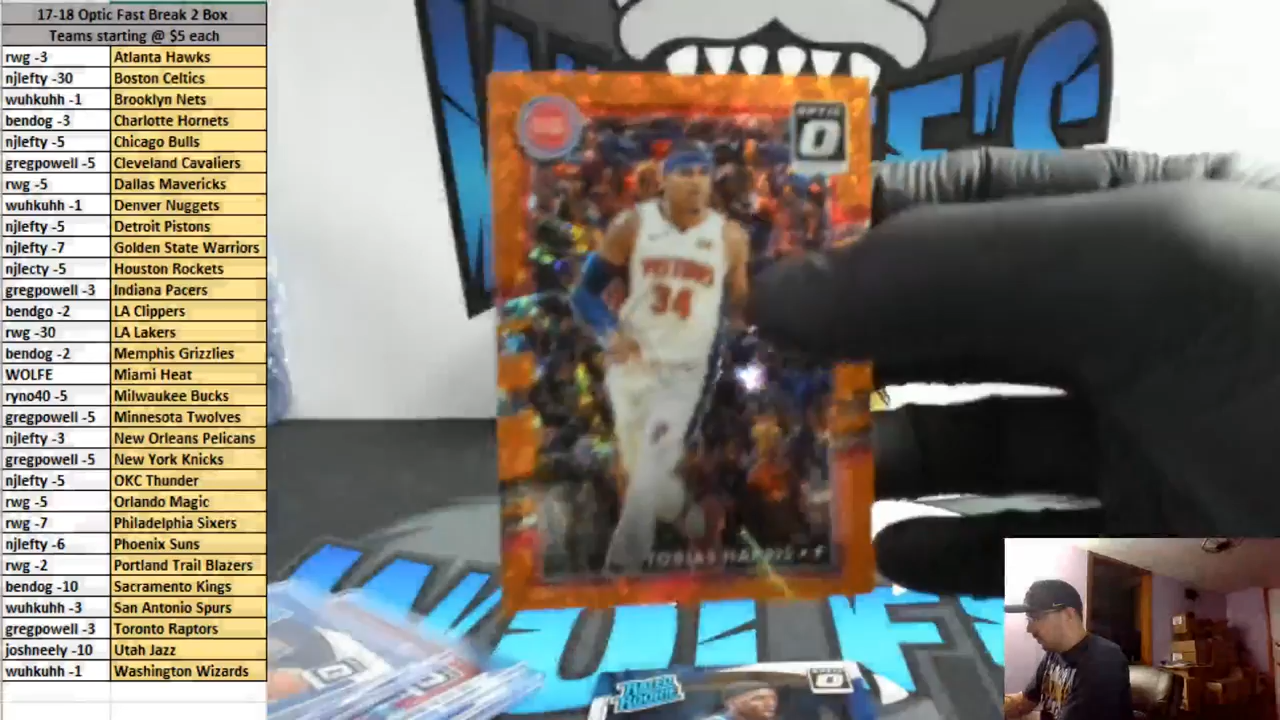 17-18 Optic Fast Break 2 Box
Teams starting @ $5 each
rwg -3 Atlanta Hawks
njlefty -30 Boston Celtics
wuhkuhh -1 Brooklyn Nets
bendog -3 Charlotte Hornets
njlefty -5 Chicago Bulls
gregpowell -5 Cleveland Cavaliers
rwg -5 Dallas Mavericks
wuhkuhh -1 Denver Nuggets
njlefty -5 Detroit Pistons
njlefty -7 Golden State Warriors
njlecty -5 Houston Rockets
gregpowell -3 Indiana Pacers
bendgo -2 LA Clippers
rwg -30 LA Lakers
bendog -2 Memphis Grizzlies
WOLFE Miami Heat
ryno40 -5 Milwaukee Bucks
gregpowell -5 Minnesota Twolves
njlefty -3 New Orleans Pelicans
gregpowell -5 New York Knicks
njlefty -5 OKC Thunder
rwg -5 Orlando Magic
rwg -7 Philadelphia Sixers
njlefty -6 Phoenix Suns
rwg -2 Portland Trail Blazers
bendog -10 Sacramento Kings
wuhkuhh -3 San Antonio Spurs
gregpowell -3 Toronto Raptors
joshneely -10 Utah Jazz
wuhkuhh -1 Washington Wizards
OPTIC
O
PISTONS
34
TOBIAS HARRIS • F
RATED
ROOKIE
OPTIC